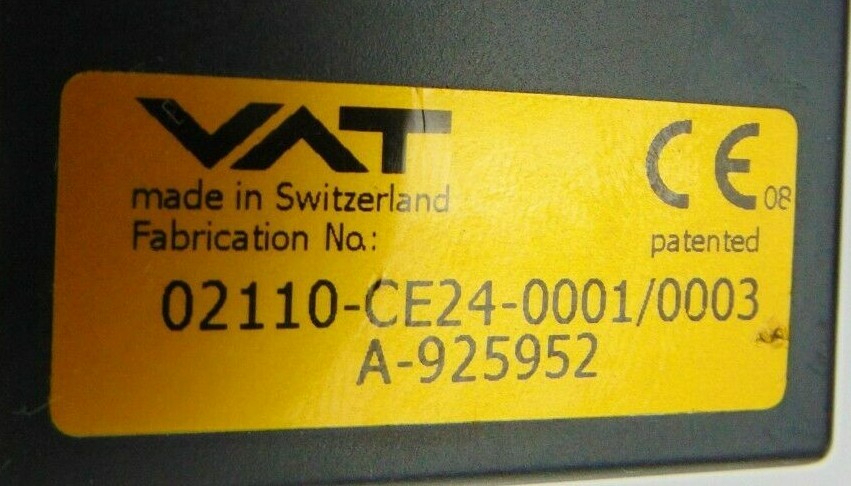 VAT
made in Switzerland
Fabrication No.:
CE 08
patented
02110-CE24-0001/0003
A-925952